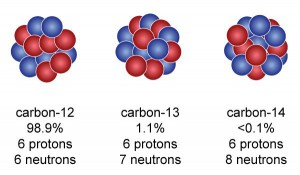 carbon-12
98.9%
6 protons
6 neutrons
carbon-13
1.1%
6 protons
7 neutrons
carbon-14
<0.1%
6 protons
8 neutrons